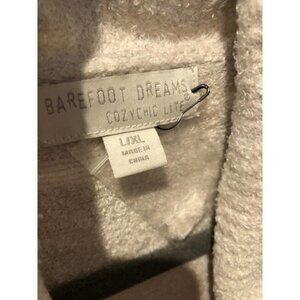 BAREFOOT DREAMS®
COZYCHIC LITE
L/XL
MADE IN
CHINA